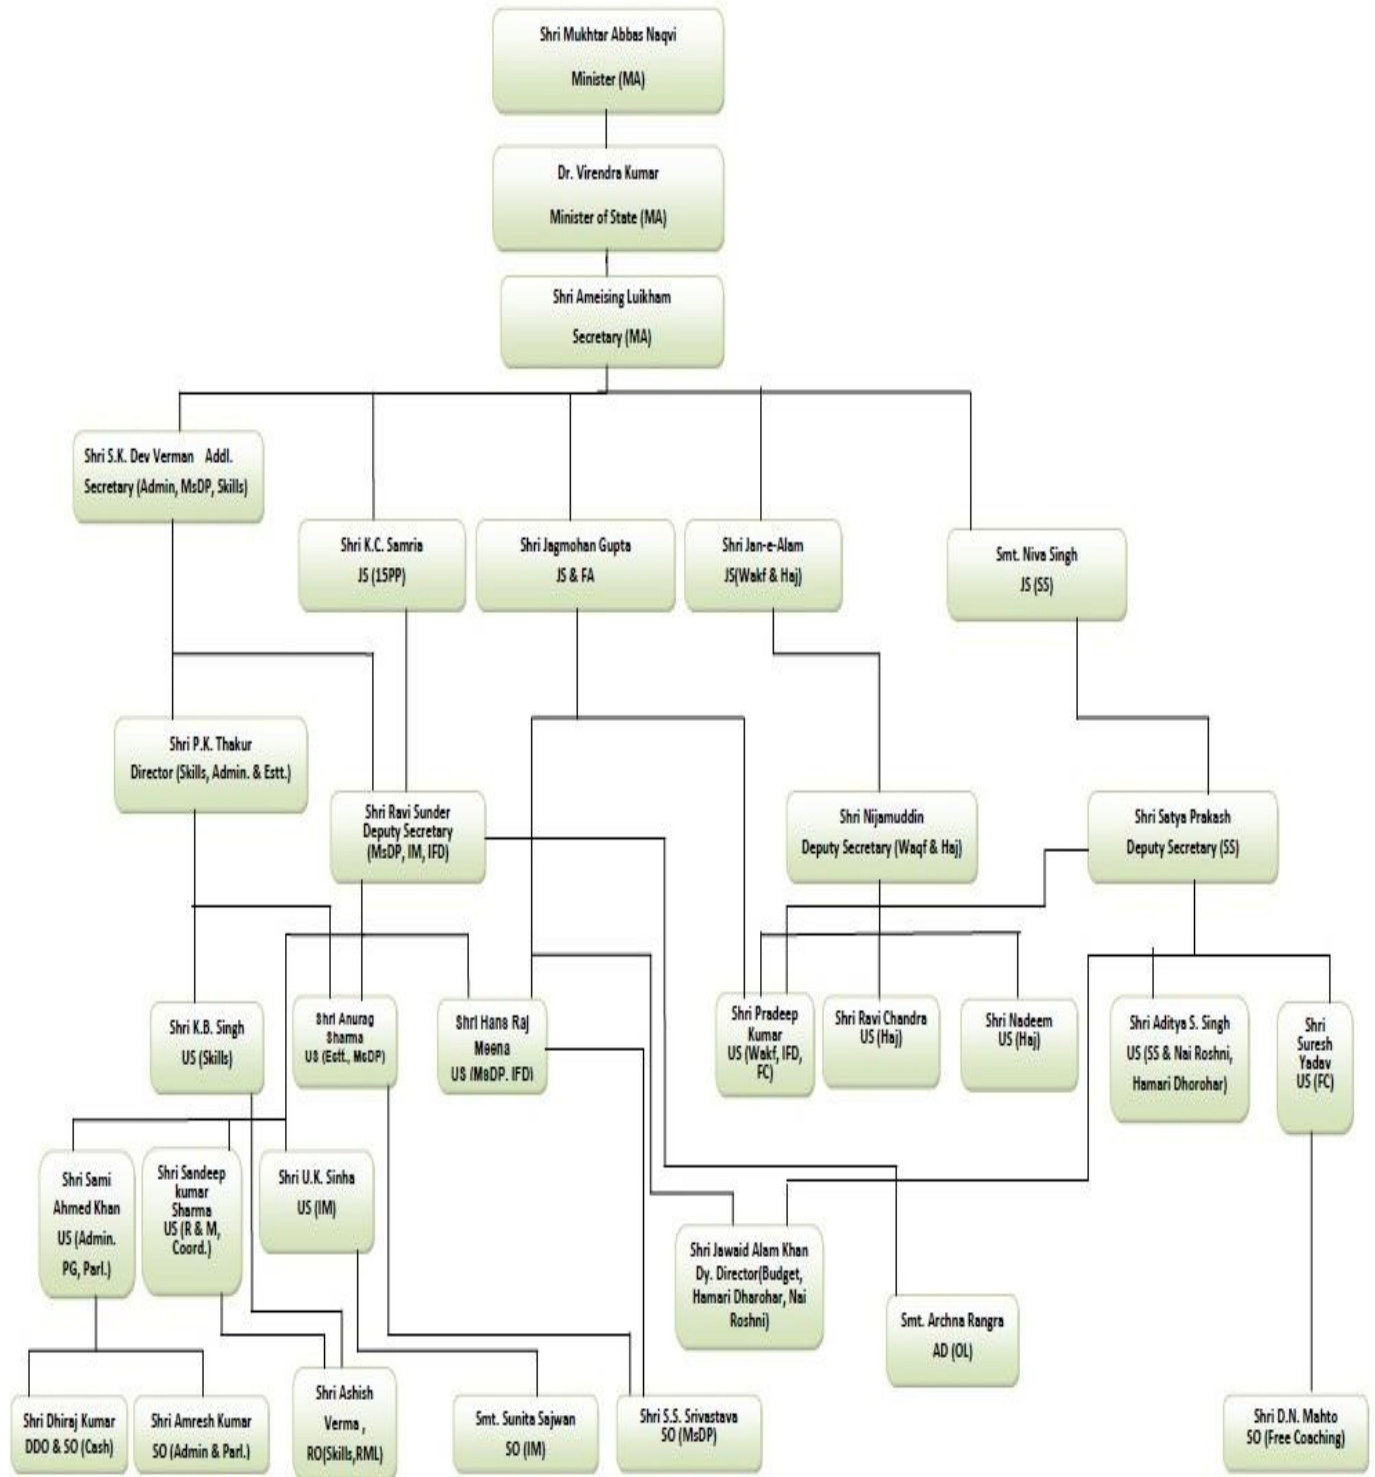 Shri Mukhtar Abbas Naqvi
Minister (MA)
Dr. Virendra Kumar
Minister of State (MA)
Shri Ameising Luikham
Secretary (MA)
Shri S.K. Dev Verman Addl.
Secretary (Admin, MsDP, Skills)
Shri K.C. Samria
JS (15PP)
Shri Jagmohan Gupta
JS & FA
Shri Jan-e-Alam
JS(Wakf & Haj)
Smt. Niva Singh
JS (SS)
Shri P.K. Thakur
Director (Skills, Admin. & Estt.)
Shri Ravi Sunder
Deputy Secretary
(MsDP, IM, IFD)
Shri Nijamuddin
Deputy Secretary (Waqf & Haj)
Shri Satya Prakash
Deputy Secretary (SS)
Shri K.B. Singh
US (Skills)
Shri Anurag
Sharma
US (Estt., MsDP)
Shri Hans Raj
Meena
US (MsDP, IFD)
Shri Pradeep
Kumar
US (Wakf, IFD,
FC)
Shri Ravi Chandra
US (Haj)
Shri Nadeem
US (Haj)
Shri Aditya S. Singh
US (SS & Nai Roshni,
Hamari Dhorohar)
Shri
Suresh
Yadav
US (FC)
Shri Sami
Ahmed Khan
US (Admin.
PG, Parl.)
Shri Sandeep
kumar
Sharma
US (R & M,
Coord.)
Shri U.K. Sinha
US (IM)
Shri Jawaid Alam Khan
Dy. Director(Budget,
Hamari Dharohar, Nai
Roshni)
Smt. Archna Rangra
AD (OL)
Shri Dhiraj Kumar
DDO & SO (Cash)
Shri Amresh Kumar
SO (Admin & Parl.)
Shri Ashish
Verma ,
RO(Skills,RML)
Smt. Sunita Sajwan
SO (IM)
Shri S.S. Srivastava
SO (MsDP)
Shri D.N. Mahto
SO (Free Coaching)